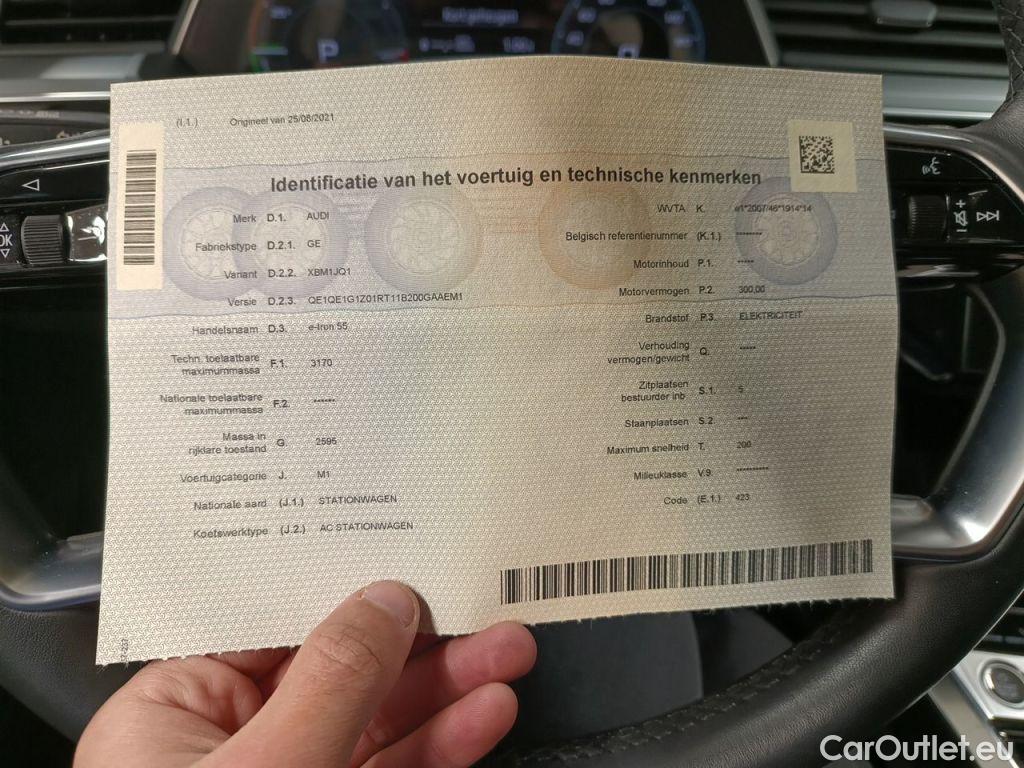 P
(I.1.) Origineel van 25/08/2021
Identificatie van het voertuig en technische kenmerken
Merk D.1. AUDI
Fabriekstype D.2.1. GE
Variant D.2.2. XBM1JQ1
Versie D.2.3. QE1QE1G1Z01RT11B200GAAEM1
Handelsnaam D.3. e-tron 55
Techn. toelaatbare
maximummassa F.1. 3170
Nationale toelaatbare
maximummassa F.2. ******
Massa in
rijklare toestand G. 2595
Voertuigcategorie J. M1
Nationale aard (J.1.) STATIONWAGEN
Koetswerktype (J.2.) AC STATIONWAGEN
WVTA K. e1*2007/46*1914*14
Belgisch referentienummer (K.1.) ********
Motorinhoud P.1. *****
Motorvermogen P.2. 300,00
Brandstof P.3. ELEKTRICITEIT
Verhouding
vermogen/gewicht Q. *****
Zitplaatsen
bestuurder inb. S.1. 5
Staanplaatsen S.2. ***
Maximum snelheid T. 200
Milieuklasse V.9. **********
Code (E.1.) 423
OK
CarOutlet.eu